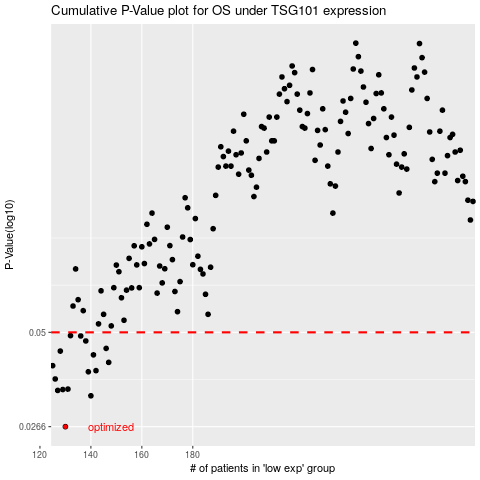 Cumulative P-Value plot for OS under TSG101 expression
P-Value(log10)
0.05
0.0266
optimized
120 140 160 180
# of patients in 'low exp' group